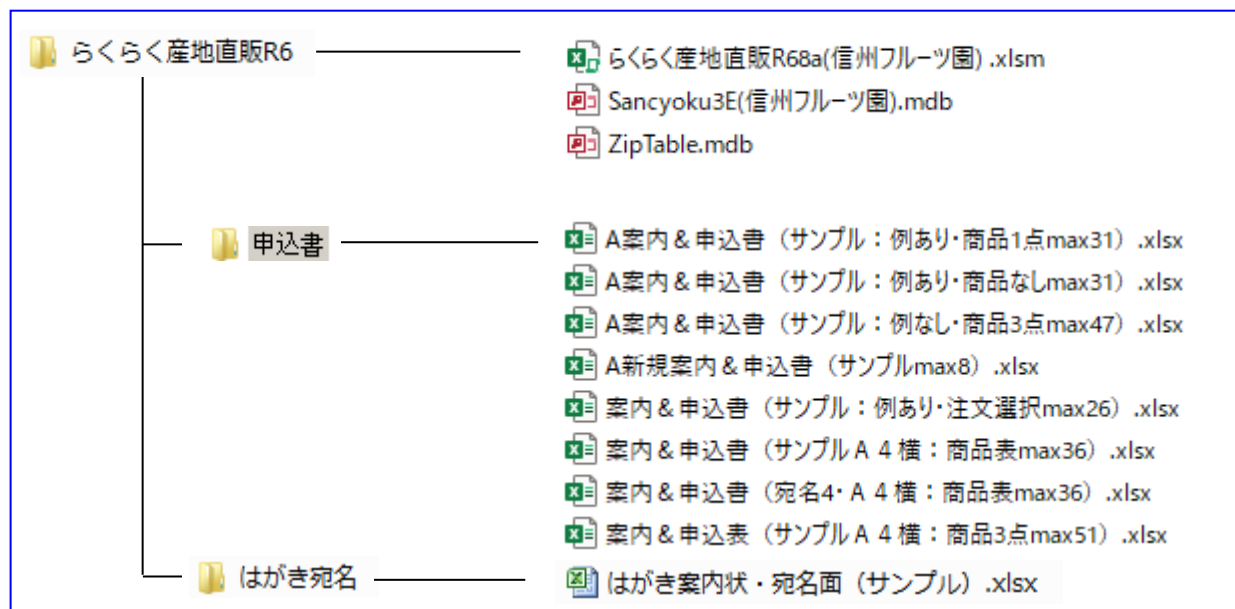 らくらく産地直販R6
らくらく産地直販R68a(信州フルーツ園) .xlsm
Sancyoku3E(信州フルーツ園).mdb
ZipTable.mdb
申込書
A案内&申込書（サンプル：例あり･商品1点max31）.xlsx
A案内&申込書（サンプル：例あり･商品なしmax31）.xlsx
A案内&申込書（サンプル：例なし･商品3点max47）.xlsx
A新規案内&申込書（サンプルmax8）.xlsx
案内&申込書（サンプル：例あり･注文選択max26）.xlsx
案内&申込書（サンプルＡ４横：商品表max36）.xlsx
案内&申込書（宛名4･Ａ４横：商品表max36）.xlsx
案内&申込表（サンプルＡ４横：商品3点max51）.xlsx
はがき宛名
はがき案内状・宛名面（サンプル）.xlsx